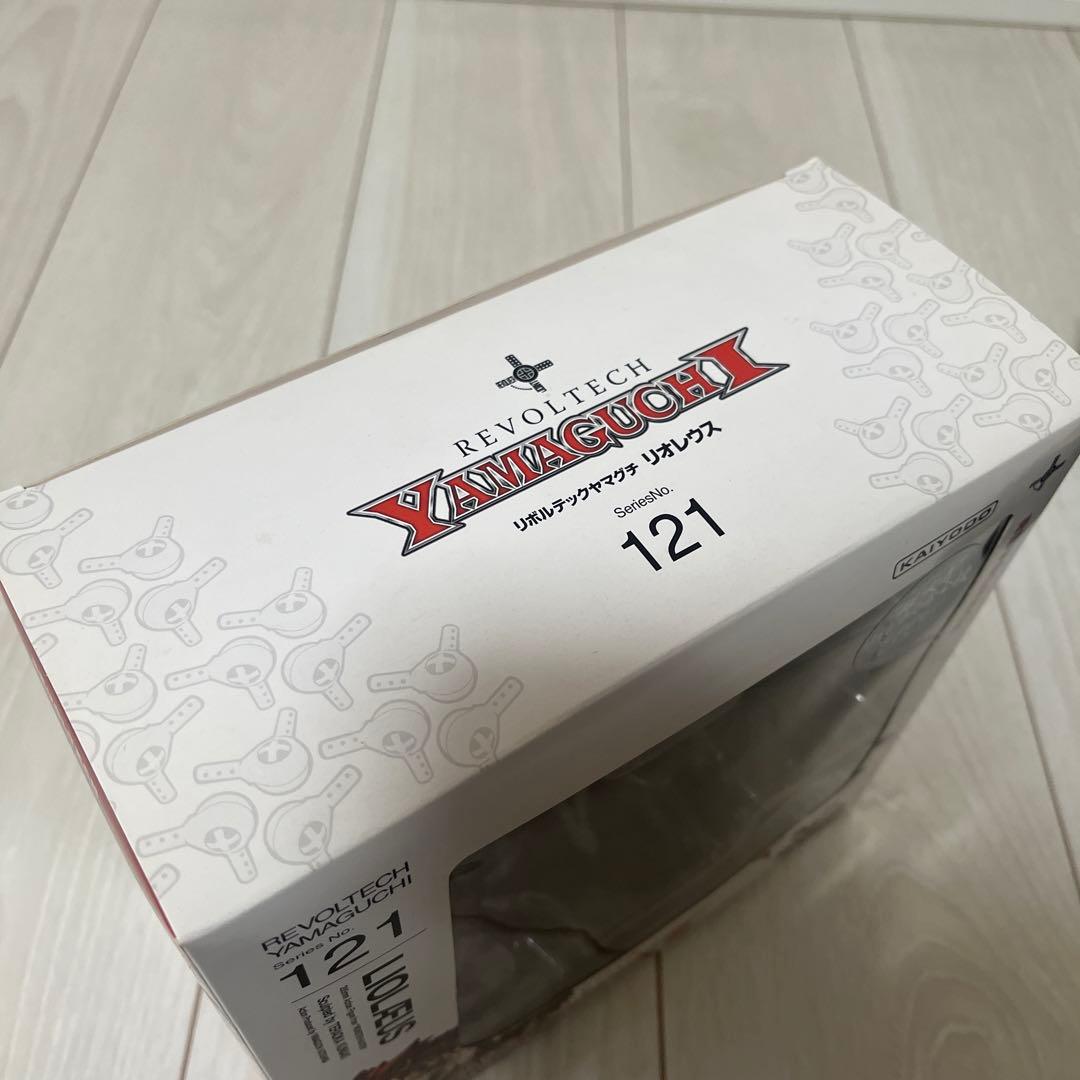 REVOLTECH
YAMAGUCHI
リボルテックヤマグチ リオレウス
SeriesNo.
121
KAIYODO
REVOLTECH
YAMAGUCHI
Series No.
121
LIOLÆUS